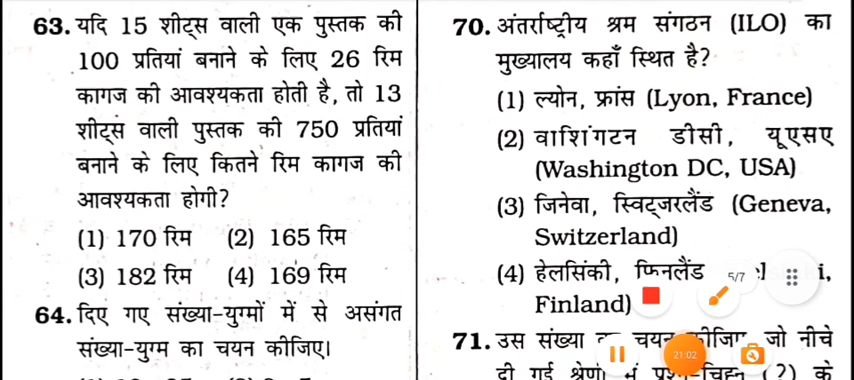 63. यदि 15 शीट्स वाली एक पुस्तक की
100 प्रतियां बनाने के लिए 26 रिम
कागज की आवश्यकता होती है, तो 13
शीट्स वाली पुस्तक की 750 प्रतियां
बनाने के लिए कितने रिम कागज की
आवश्यकता होगी?
(1) 170 रिम (2) 165 रिम
(3) 182 रिम (4) 169 रिम
64. दिए गए संख्या-युग्मों में से असंगत
संख्या-युग्म का चयन कीजिए।
70. अंतर्राष्ट्रीय श्रम संगठन (ILO) का
मुख्यालय कहाँ स्थित है?
(1) ल्योन, फ्रांस (Lyon, France)
(2) वाशिंगटन डीसी, यूएसए
(Washington DC, USA)
(3) जिनेवा, स्विट्जरलैंड (Geneva,
Switzerland)
(4) हेलसिंकी, फिनलैंड
Finland)
71. उस संख्या चयन कीजिए जो नीचे
दी गई श्रेणी में प्रश्न-चिह्न (?) के
5/7
21:02